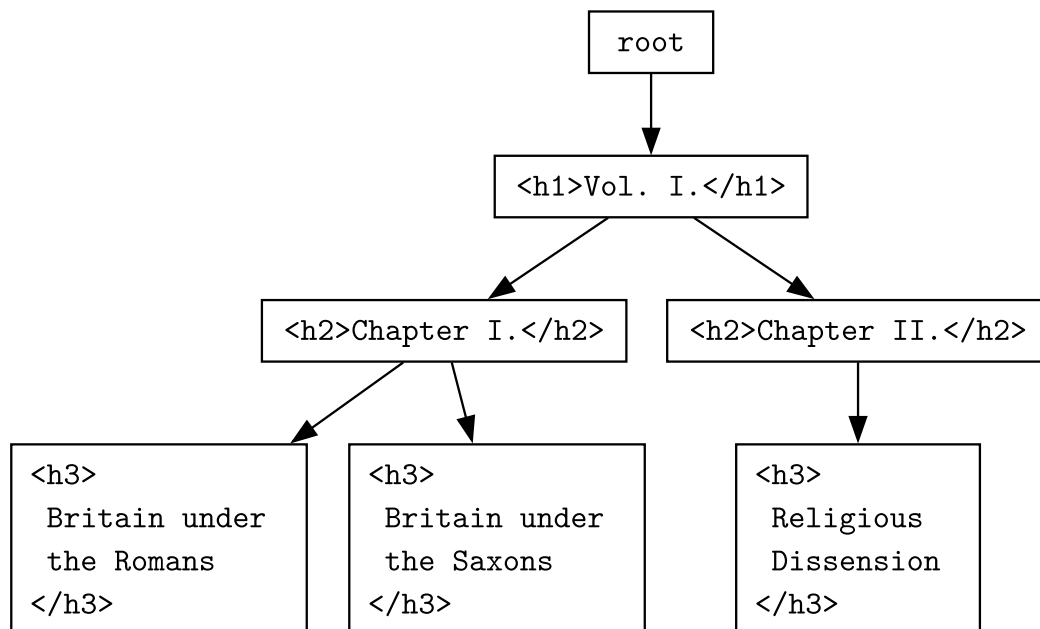 root
<h1>Vol. I.</h1>
<h2>Chapter I.</h2>
<h2>Chapter II.</h2>
<h3>
Britain under
the Romans
</h3>
<h3>
Britain under
the Saxons
</h3>
<h3>
Religious
Dissension
</h3>